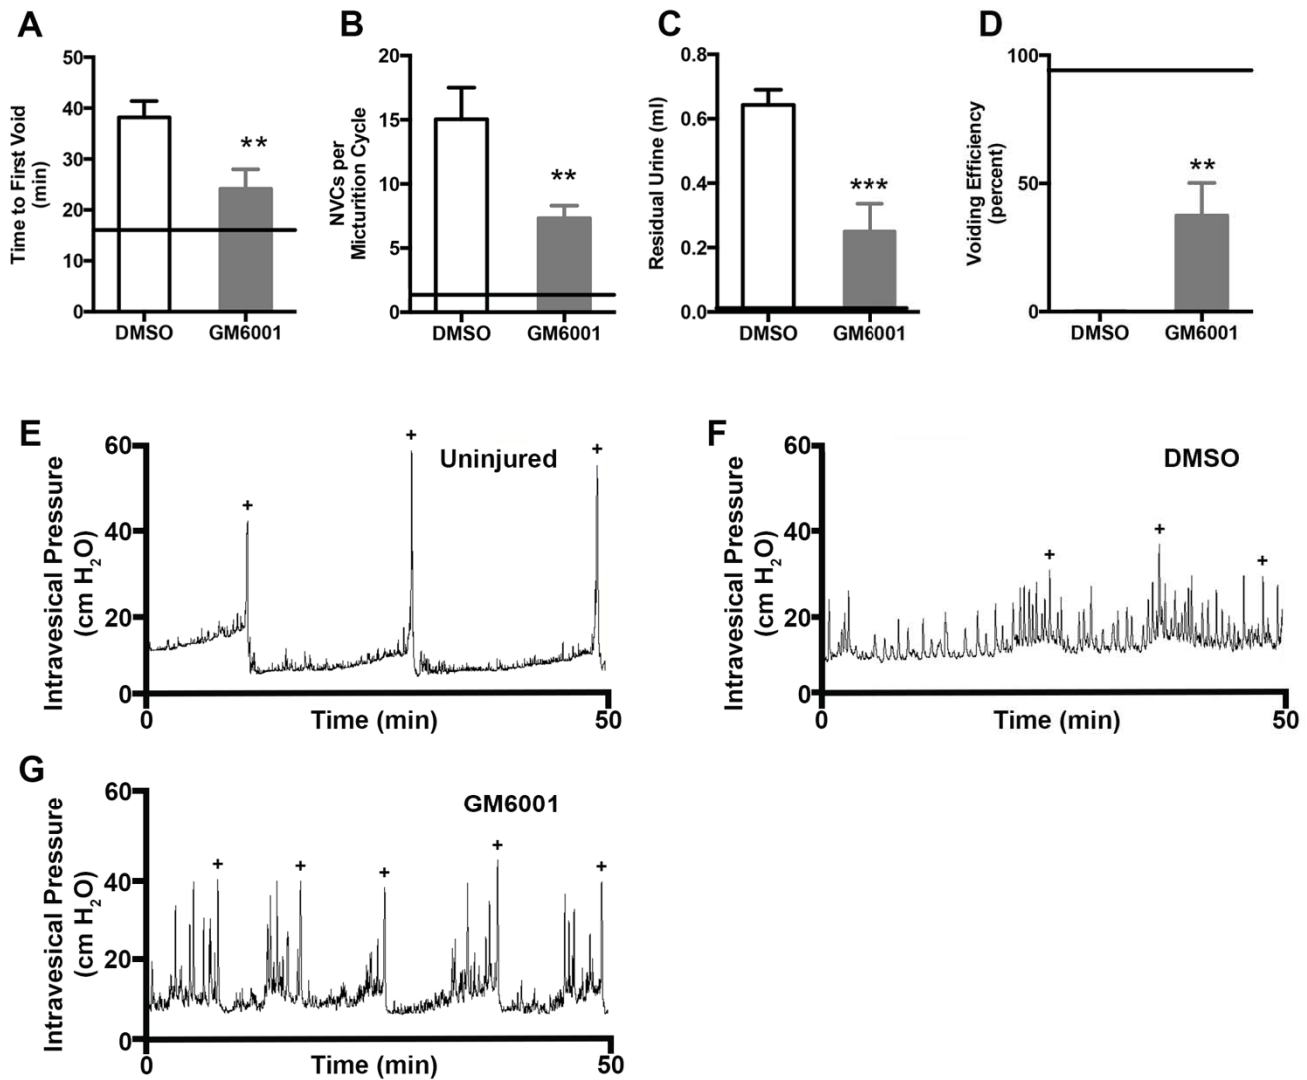 A
Time to First Void
(min)
50
40
30
20
10
0
**
DMSO
GM6001
B
NVCs per
Micturition Cycle
20
15
10
5
0
**
DMSO
GM6001
C
Residual Urine (ml)
0.8
0.6
0.4
0.2
0.0
***
DMSO
GM6001
D
Voiding Efficiency
(percent)
100
50
0
**
DMSO
GM6001
E
Intravesical Pressure
(cm H₂O)
60
40
20
0
+ + +
Uninjured
0
50
Time (min)
F
Intravesical Pressure
(cm H₂O)
60
40
20
0
+ + +
DMSO
0
50
Time (min)
G
Intravesical Pressure
(cm H₂O)
60
40
20
0
+ + + + +
GM6001
0
50
Time (min)